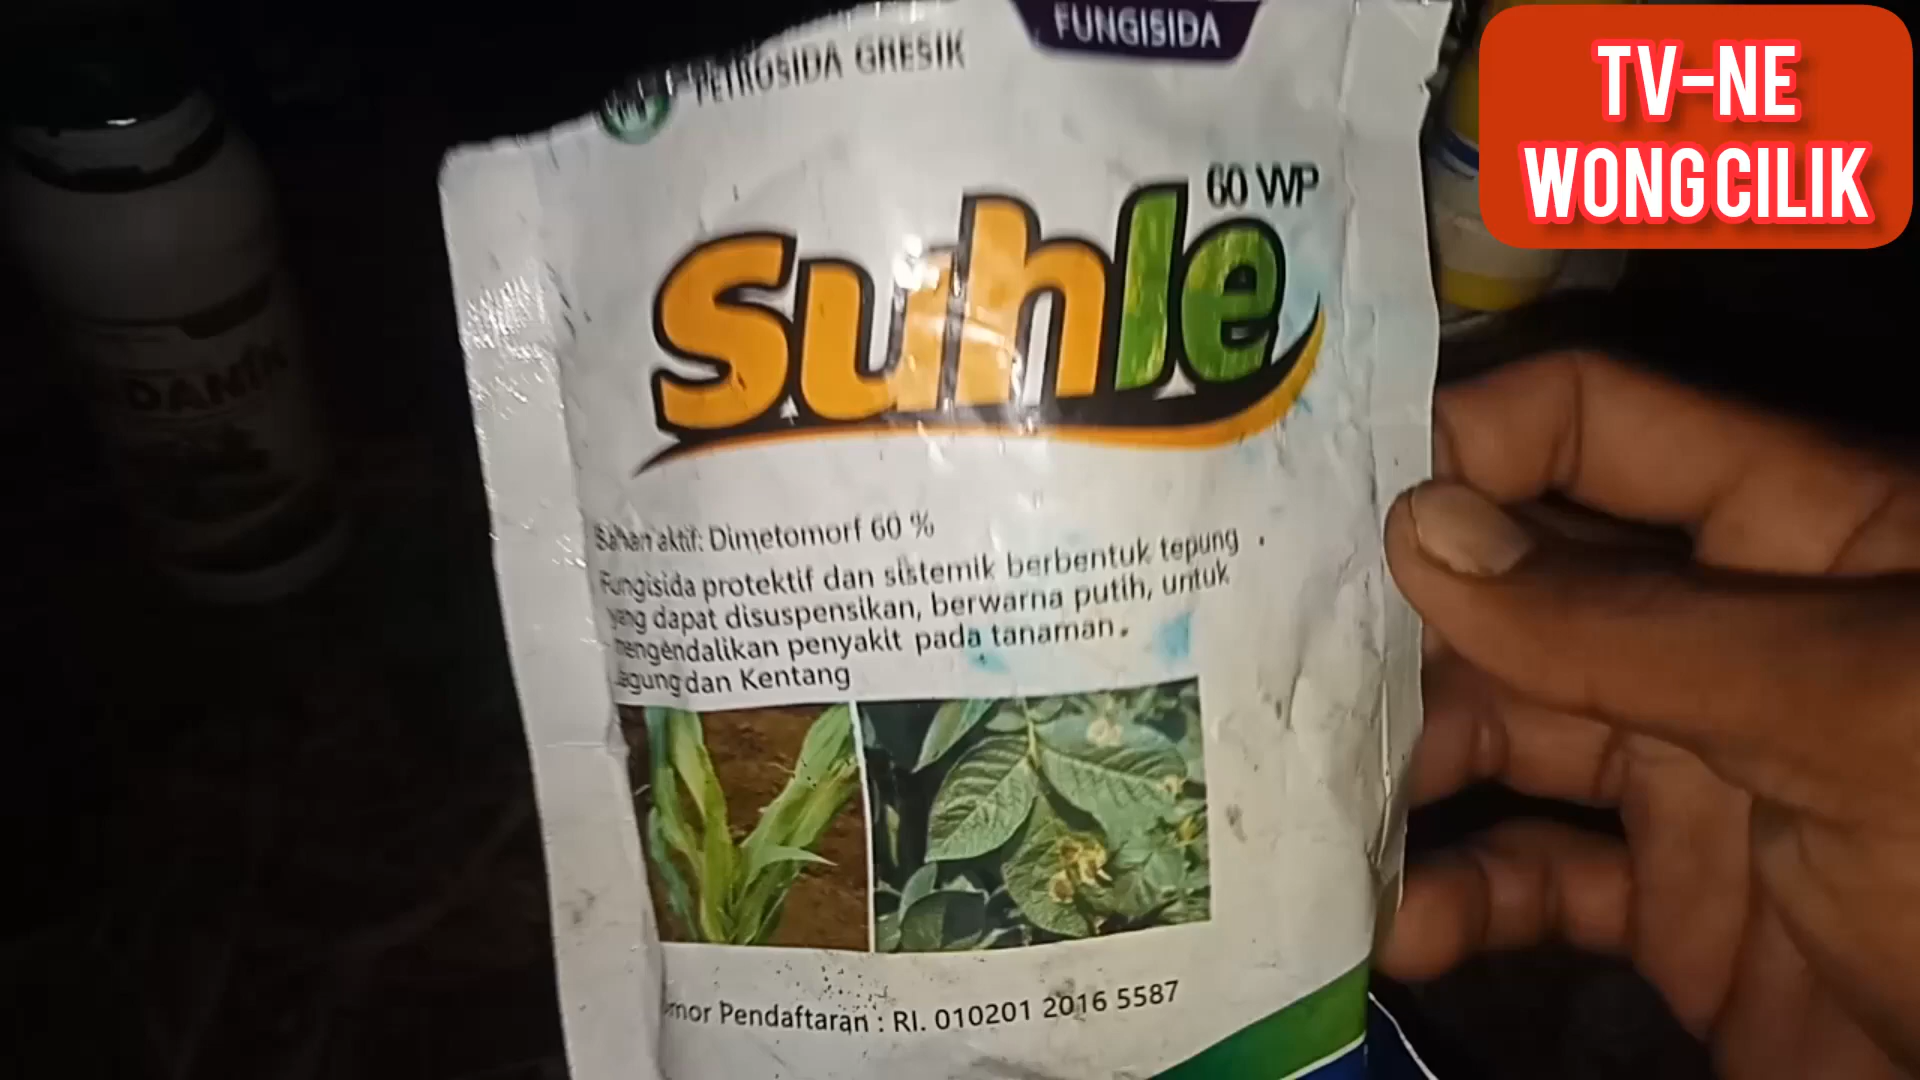 FUNGISIDA
PETROSIDA GRESIK
TV-NE
WONG CILIK
60 WP
suhle
Bahan aktif: Dimetomorf 60 %
Fungisida protektif dan sistemik berbentuk tepung
yang dapat disuspensikan, berwarna putih, untuk
mengendalikan penyakit pada tanaman
Jagung dan Kentang
Nomor Pendaftaran : RI. 010201 2016 5587